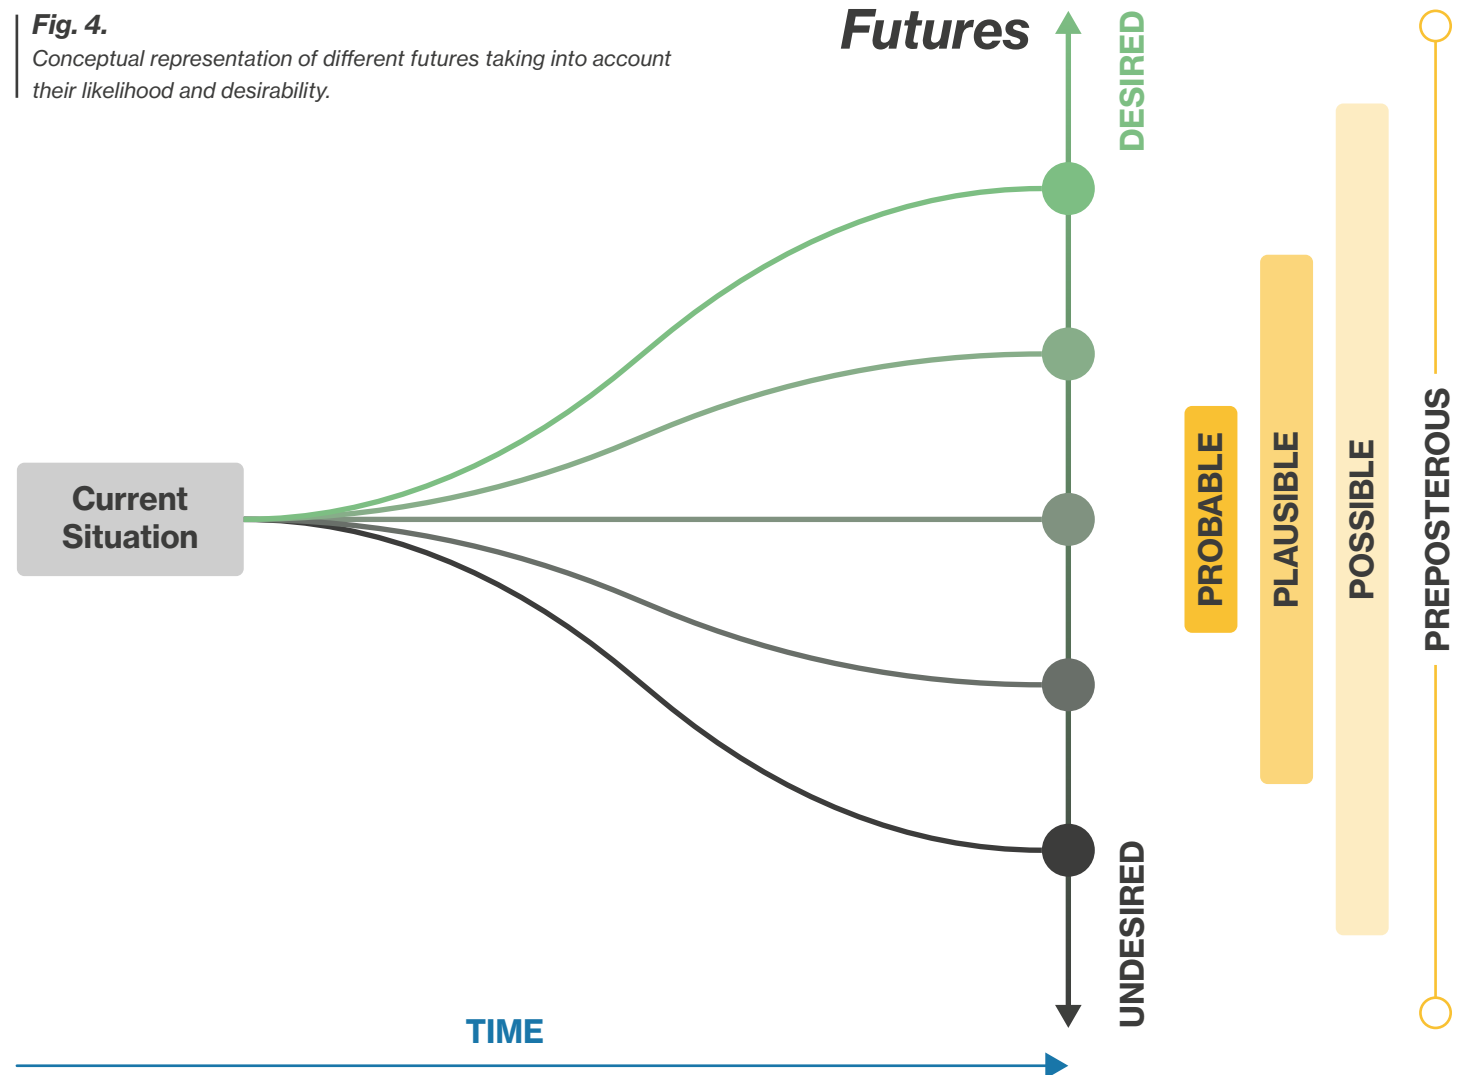 Fig. 4.
Conceptual representation of different futures taking into account
their likelihood and desirability.
Futures
DESIRED
Current
Situation
PROBABLE
PLAUSIBLE
POSSIBLE
PREPOSTEROUS
UNDESIRED
TIME